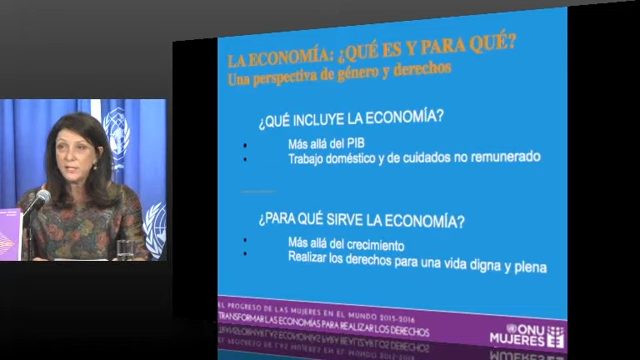 LA ECONOMÍA: ¿QUÉ ES Y PARA QUÉ?
Una perspectiva de género y derechos
¿QUÉ INCLUYE LA ECONOMÍA?
Más allá del PIB
Trabajo doméstico y de cuidados no remunerado
¿PARA QUÉ SIRVE LA ECONOMÍA?
Más allá del crecimiento
Realizar los derechos para una vida digna y plena
EL PROGRESO DE LAS MUJERES EN EL MUNDO 2015-2016
TRANSFORMAR LAS ECONOMÍAS PARA REALIZAR LOS DERECHOS
ONU
MUJERES